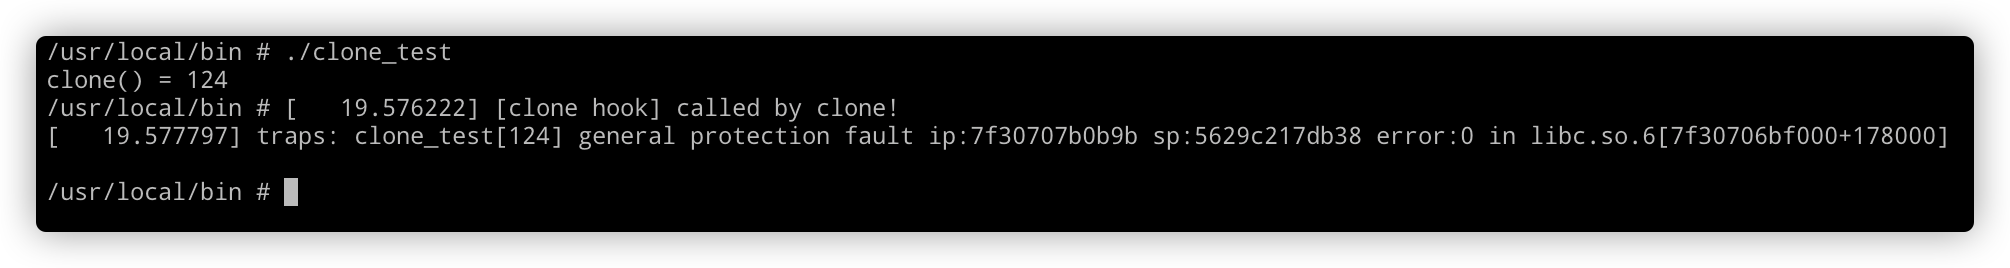 /usr/local/bin # ./clone_test
clone() = 124
/usr/local/bin # [   19.576222] [clone hook] called by clone!
[   19.577797] traps: clone_test[124] general protection fault ip:7f30707b0b9b sp:5629c217db38 error:0 in libc.so.6[7f30706bf000+178000]
/usr/local/bin #